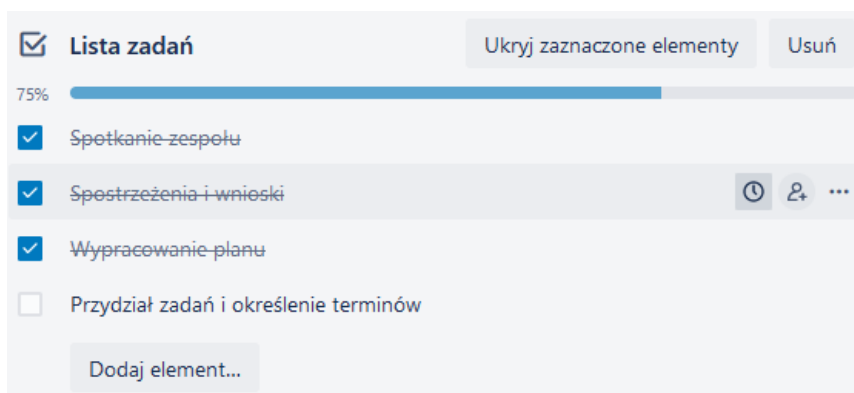 Lista zadań
Ukryj zaznaczone elementy
Usuń
75%
Spotkanie zespołu
Spostrzeżenia i wnioski
Wypracowanie planu
Przydział zadań i określenie terminów
Dodaj element...